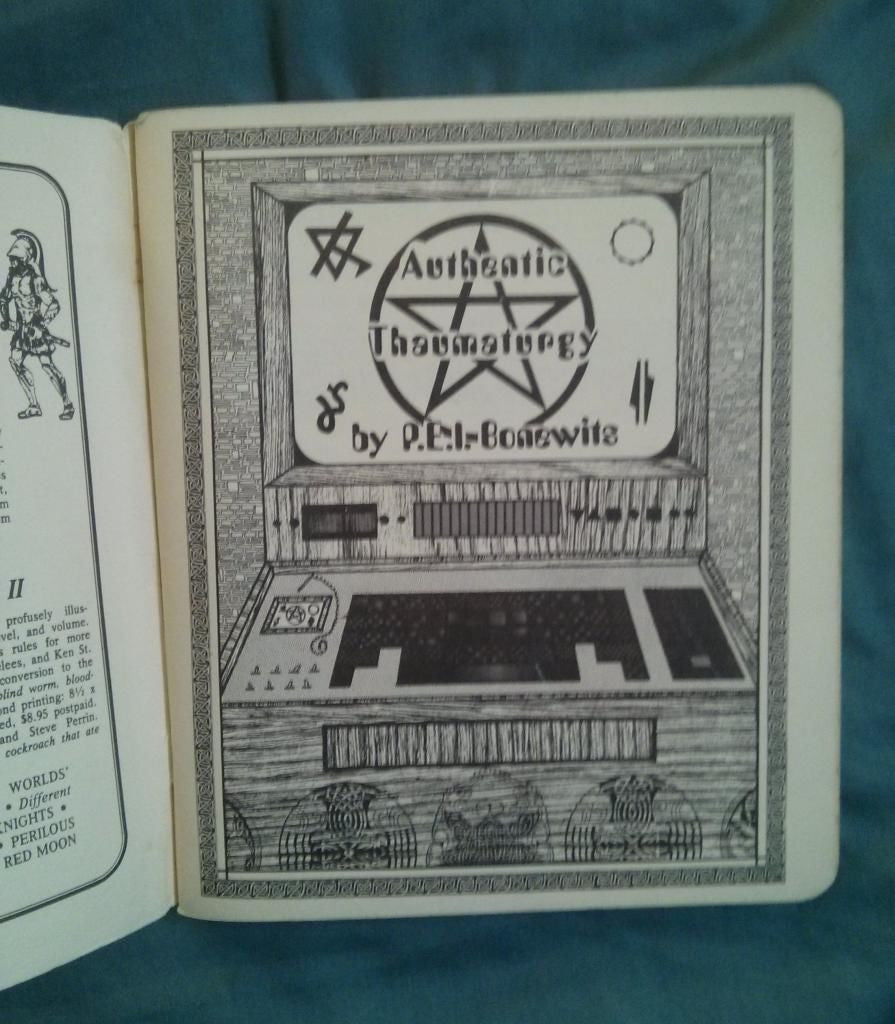 II
profusely illus-
vel, and volume.
s rules for more
elees, and Ken St.
conversion to the
blind worm, blood-
ond printing: 8½ x
ed, $8.95 postpaid.
and Steve Perrin.
cockroach that ate
WORLDS'
• Different
KNIGHTS •
• PERILOUS
RED MOON
Authentic
Thaumaturgy
by P.E.I. Bonewits